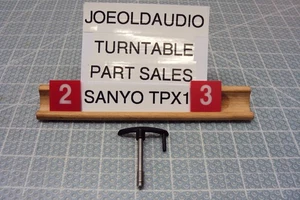 JOEOLDAUDIO
TURNTABLE
PART SALES
2 SANYO TPX1 3